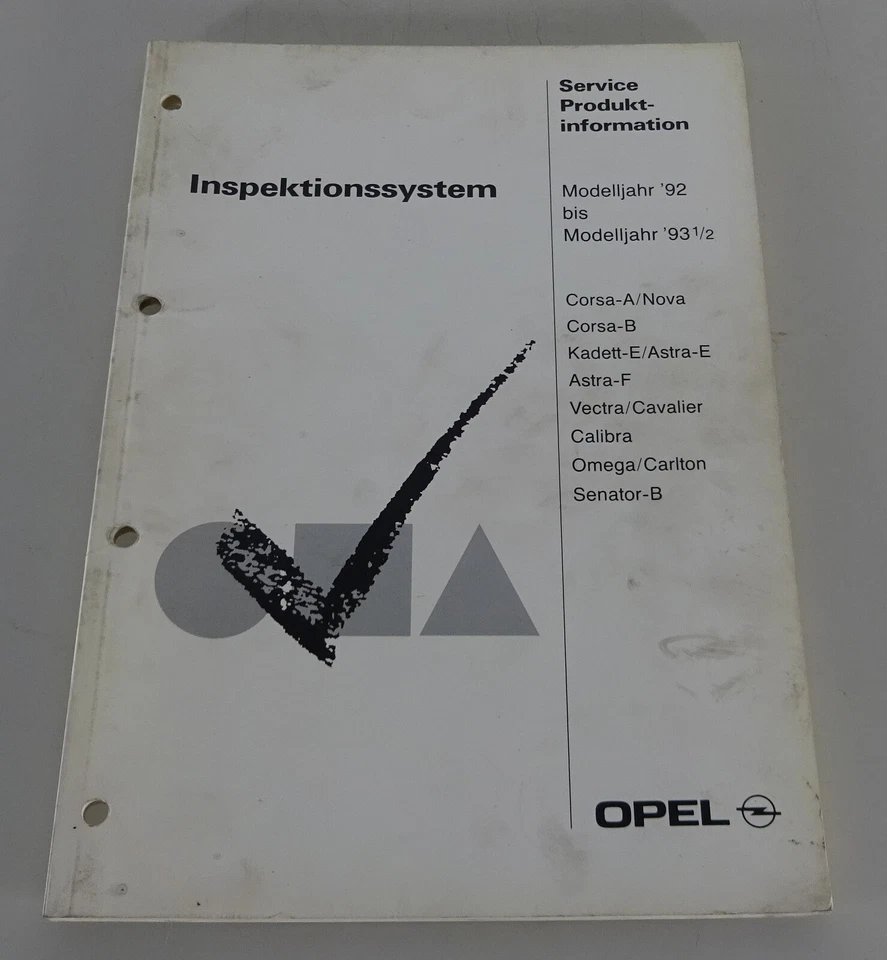 Service
Produkt-
information
Inspektionssystem
Modelljahr '92
bis
Modelljahr '93 1/2
Corsa-A/Nova
Corsa-B
Kadett-E/Astra-E
Astra-F
Vectra/Cavalier
Calibra
Omega/Carlton
Senator-B
OPEL